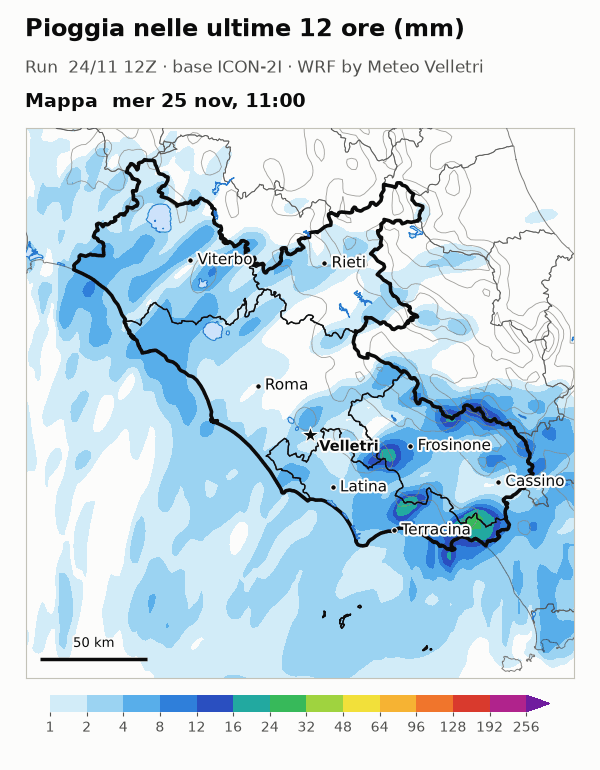 Pioggia nelle ultime 12 ore (mm)
Run  24/11 12Z · base ICON-2I · WRF by Meteo Velletri
Mappa  mer 25 nov, 11:00
Viterbo
Rieti
Roma
Velletri
Frosinone
Latina
Cassino
Terracina
50 km
1 2 4 8 12 16 24 32 48 64 96 128 192 256